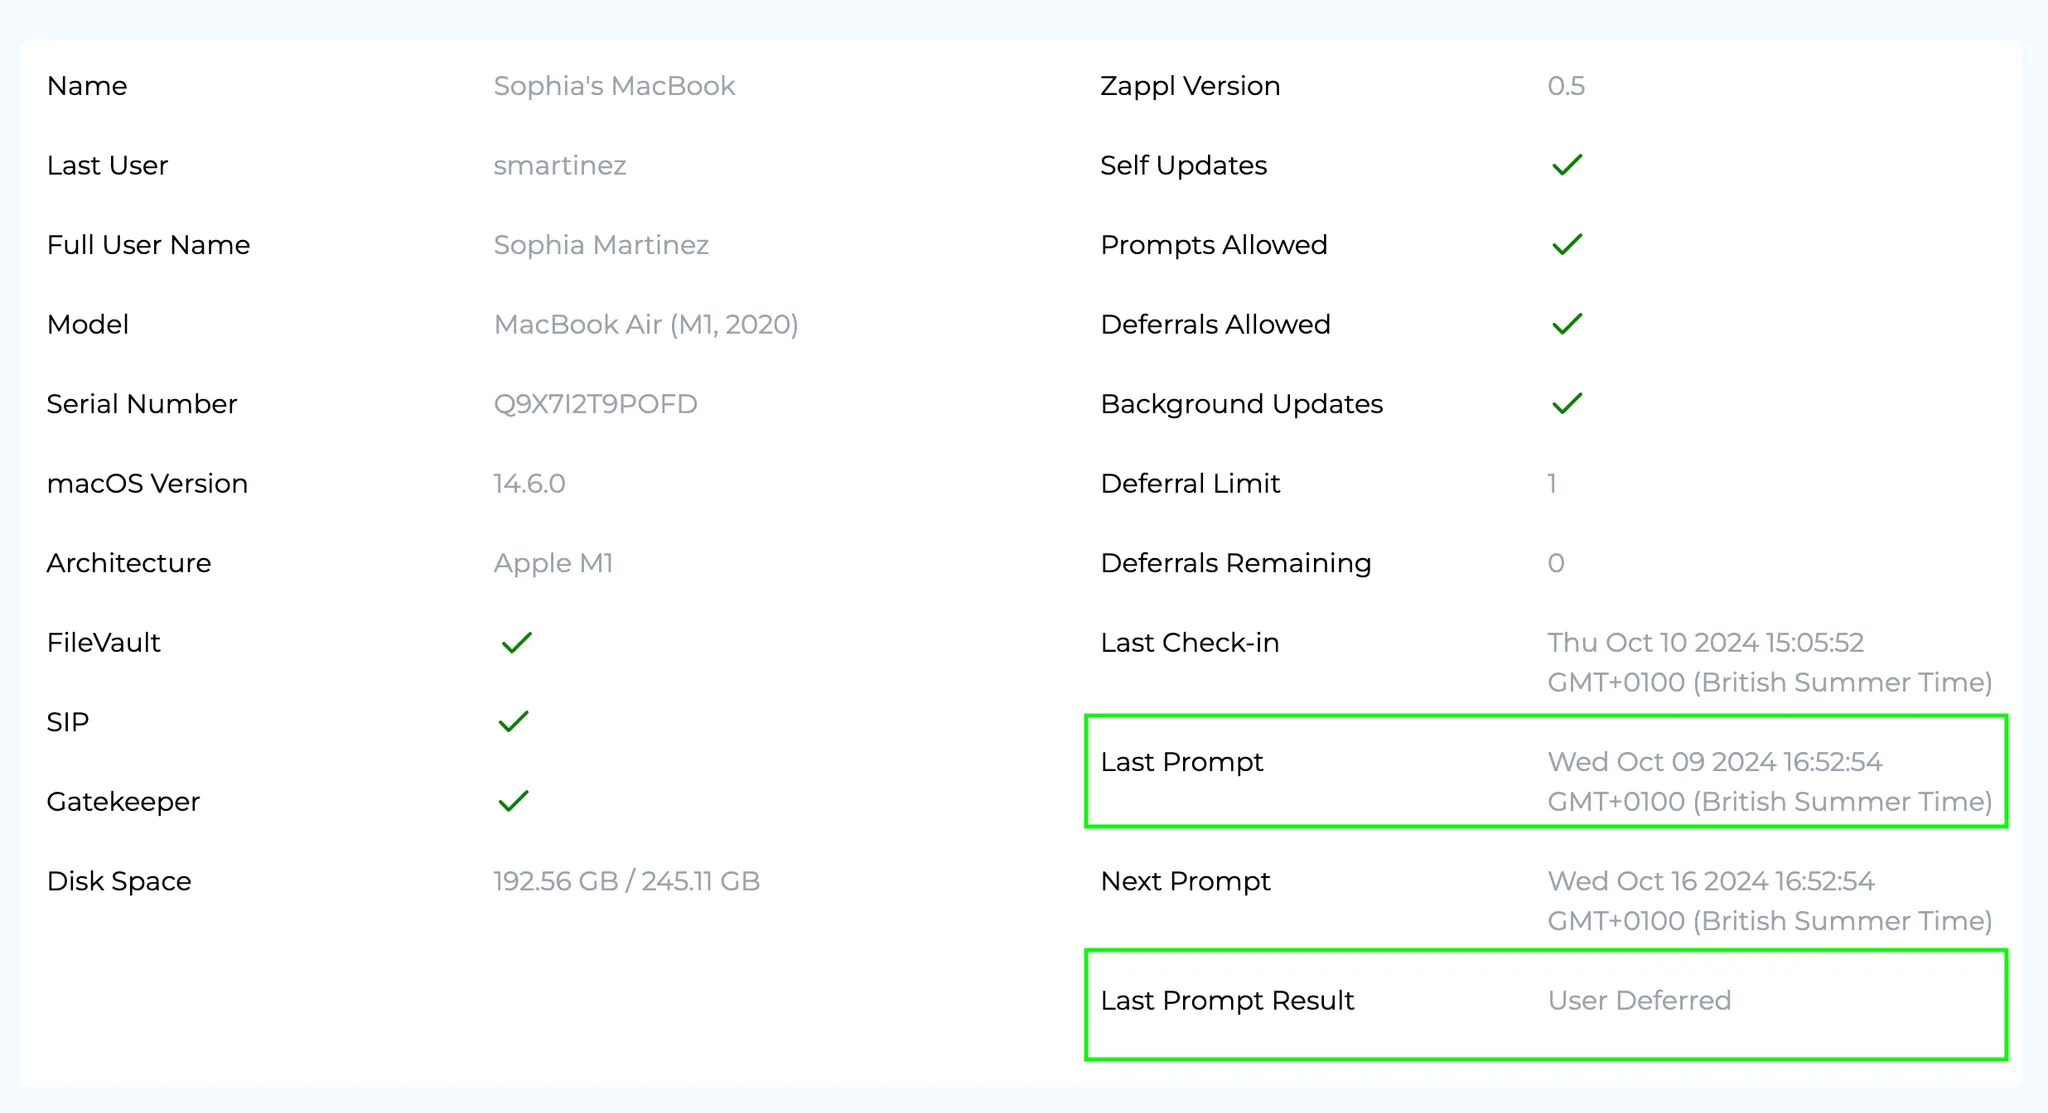 Name Sophia's MacBook
Last User smartinez
Full User Name Sophia Martinez
Model MacBook Air (M1, 2020)
Serial Number Q9X7I2T9POFD
macOS Version 14.6.0
Architecture Apple M1
FileVault
SIP
Gatekeeper
Disk Space 192.56 GB / 245.11 GB
Zappl Version 0.5
Self Updates
Prompts Allowed
Deferrals Allowed
Background Updates
Deferral Limit 1
Deferrals Remaining 0
Last Check-in Thu Oct 10 2024 15:05:52
GMT+0100 (British Summer Time)
Last Prompt Wed Oct 09 2024 16:52:54
GMT+0100 (British Summer Time)
Next Prompt Wed Oct 16 2024 16:52:54
GMT+0100 (British Summer Time)
Last Prompt Result User Deferred